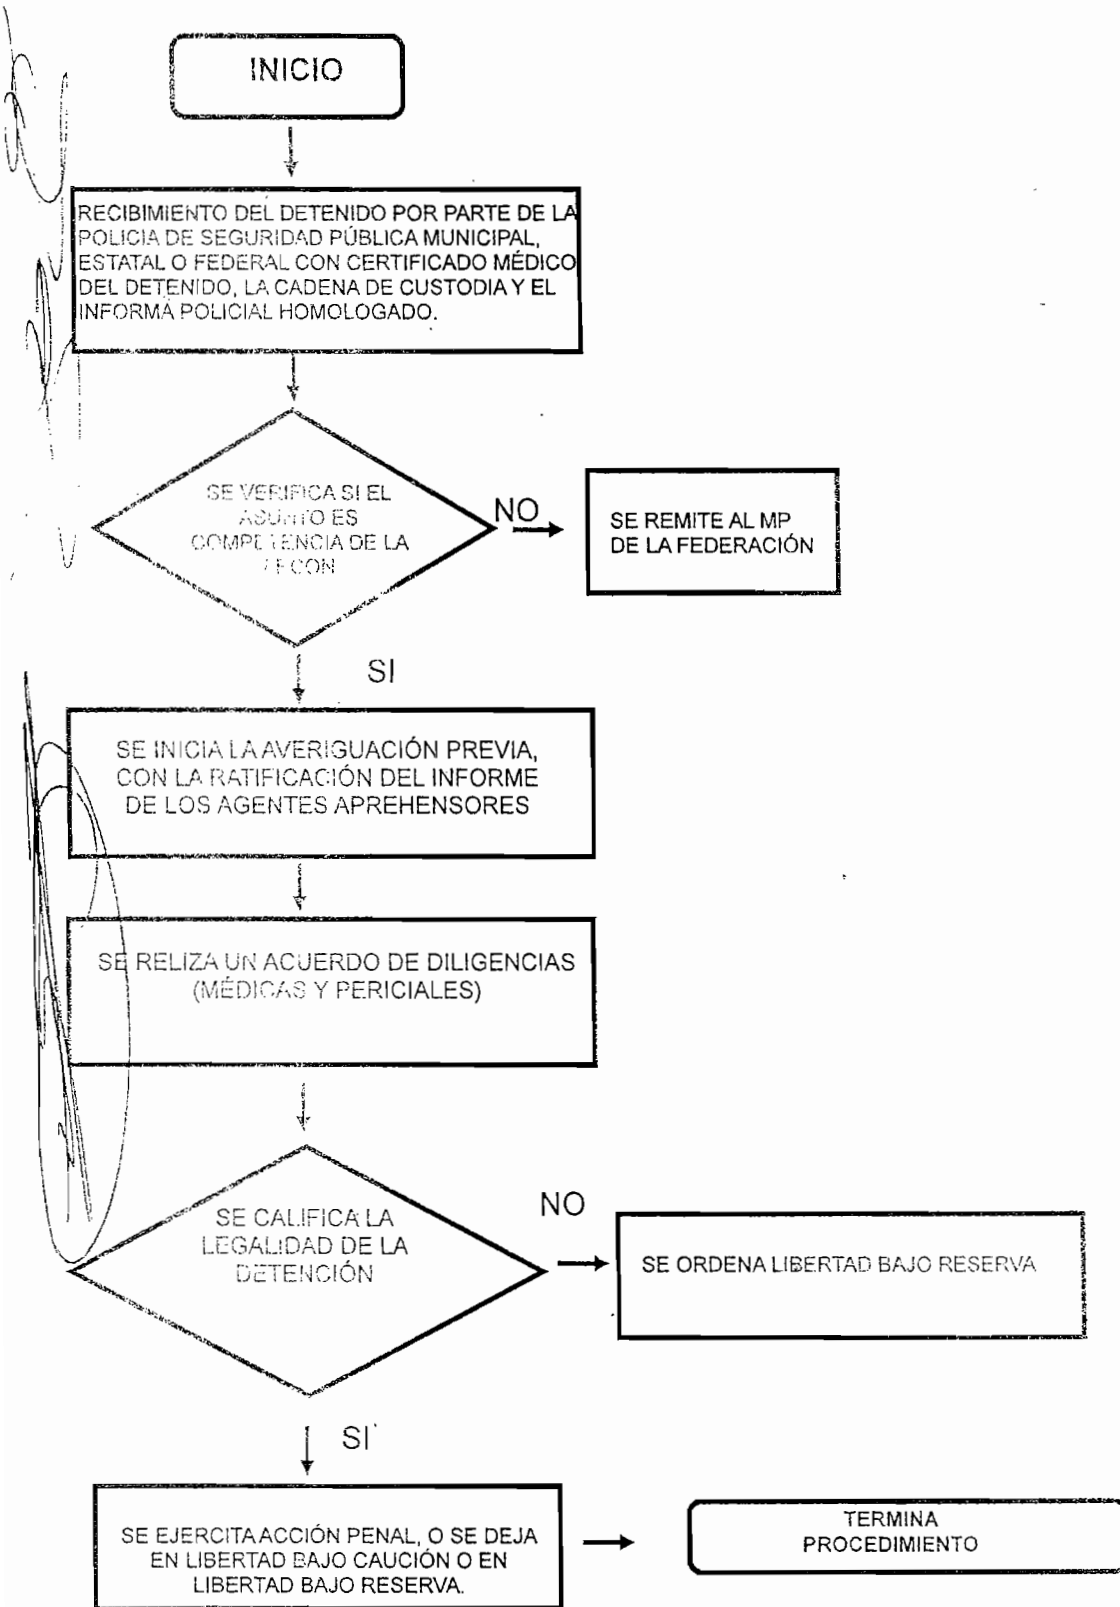 INICIO
RECIBIMIENTO DEL DETENIDO POR PARTE DE LA
POLICIA DE SEGURIDAD PÚBLICA MUNICIPAL,
ESTATAL O FEDERAL CON CERTIFICADO MÉDICO
DEL DETENIDO, LA CADENA DE CUSTODIA Y EL
INFORMA POLICIAL HOMOLOGADO.
SE VERIFICA SI EL
ASUNTO ES
COMPETENCIA DE LA
NO
SE REMITE AL MP
DE LA FEDERACIÓN
SI
SE INICIA LA AVERIGUACIÓN PREVIA,
CON LA RATIFICACIÓN DEL INFORME
DE LOS AGENTES APREHENSORES
SE RELIZA UN ACUERDO DE DILIGENCIAS
(MÉDICAS Y PERICIALES)
SE CALIFICA LA
LEGALIDAD DE LA
DETENCIÓN
NO
SE ORDENA LIBERTAD BAJO RESERVA
SI
SE EJERCITA ACCIÓN PENAL, O SE DEJA
EN LIBERTAD BAJO CAUCIÓN O EN
LIBERTAD BAJO RESERVA.
TERMINA
PROCEDIMIENTO